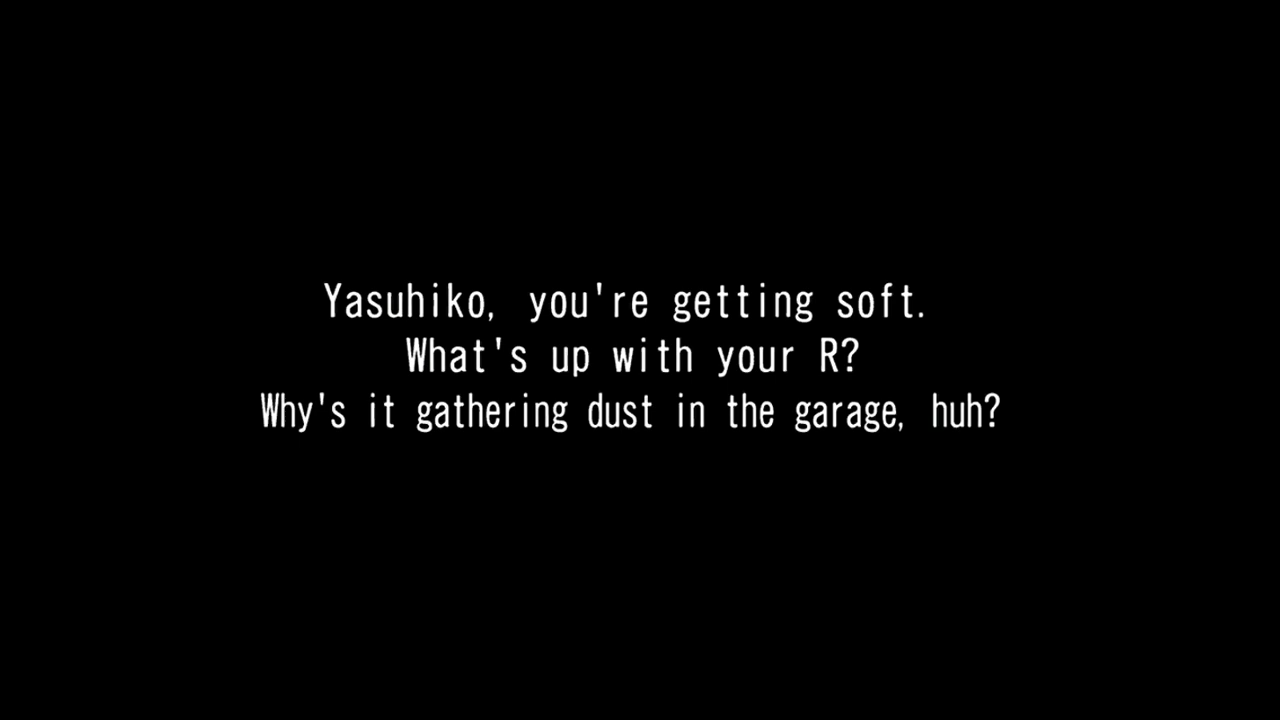 Yasuhiko, you're getting soft.
What's up with your R?
Why's it gathering dust in the garage, huh?